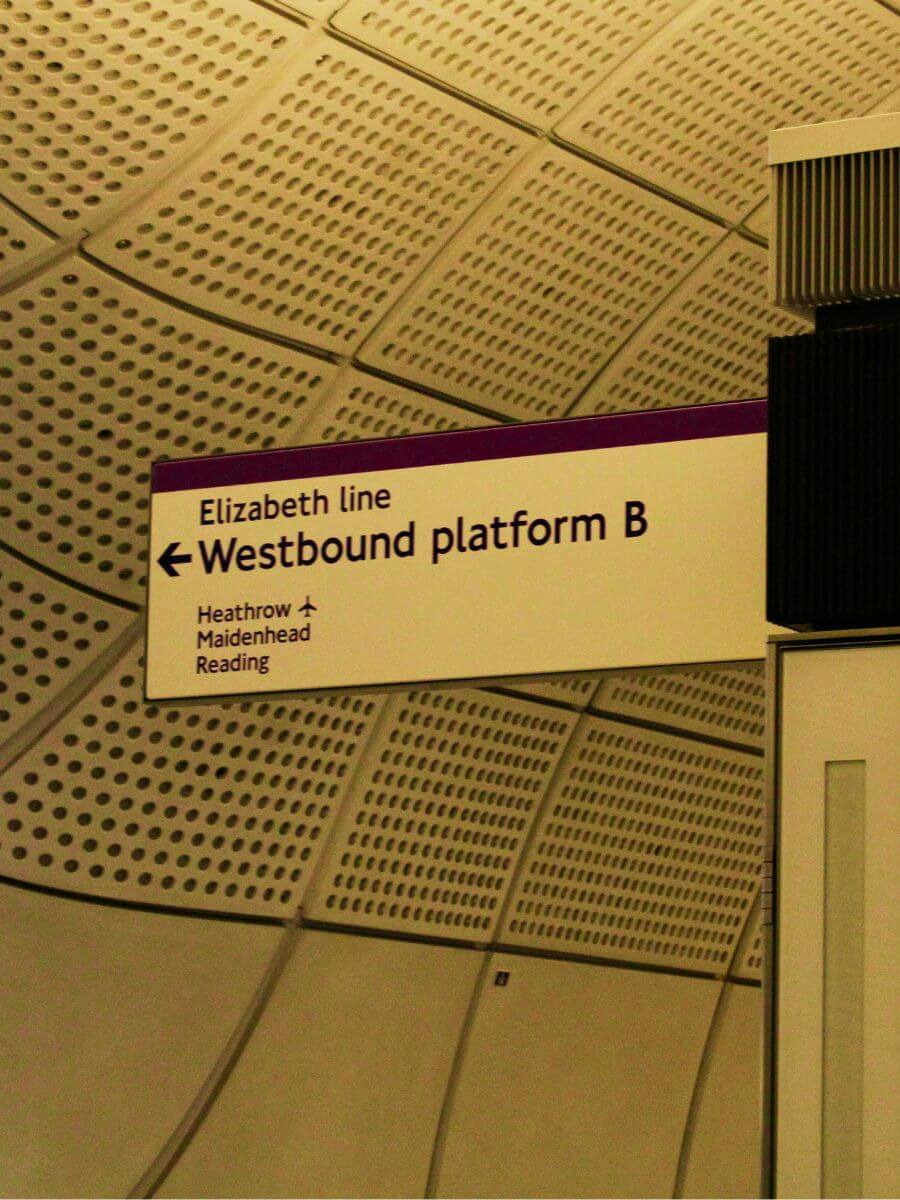 Elizabeth line
←Westbound platform B
Heathrow ✈
Maidenhead
Reading